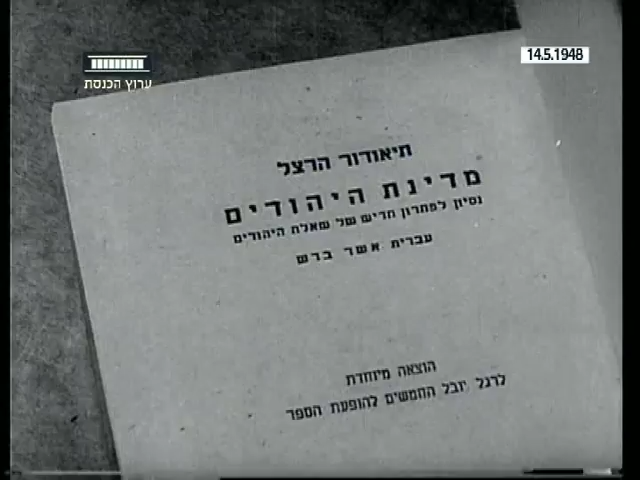 14.5.1948
ערוץ הכנסת
תיאודור הרצל
מדינת היהודים
נסיון לפתרון חדיש של שאלת היהודים
עברית אשר ברש
הוצאה מיוחדת
לרגל יובל החמשים להופעת הספר